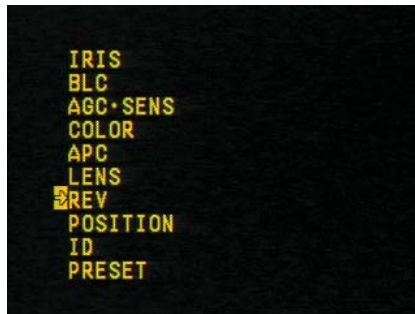 IRIS
BLC
AGC·SENS
COLOR
APC
LENS
REV
POSITION
ID
PRESET